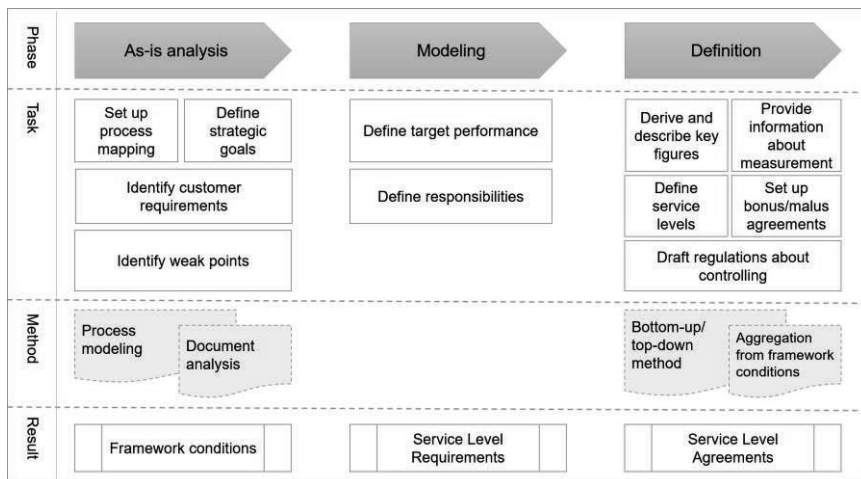 Phase
As-is analysis
Modeling
Definition
Task
Set up
process
mapping
Define
strategic
goals
Identify customer
requirements
Identify weak points
Define target performance
Define responsibilities
Derive and
describe key
figures
Provide
information
about
measurement
Define
service
levels
Set up
bonus/malus
agreements
Draft regulations about
controlling
Method
Process
modeling
Document
analysis
Bottom-up/
top-down
method
Aggregation
from framework
conditions
Result
Framework conditions
Service Level
Requirements
Service Level
Agreements